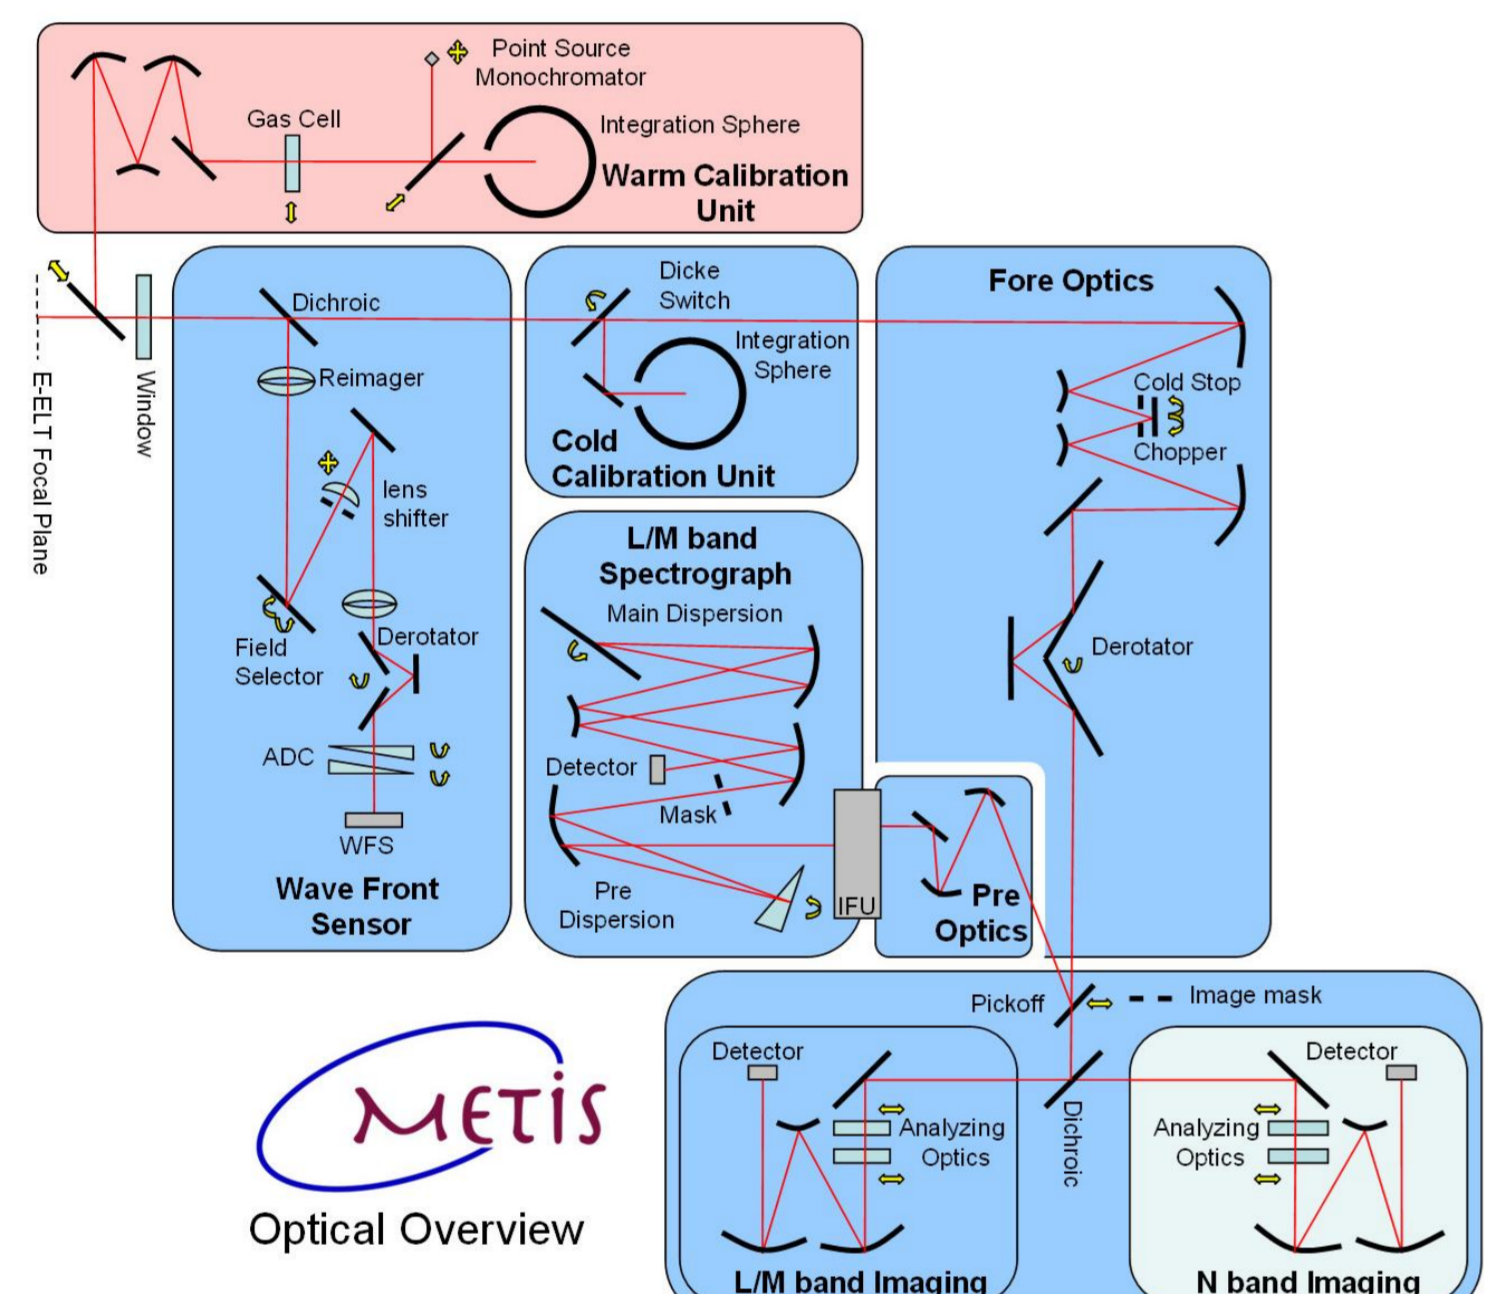 Point Source
Monochromator
Gas Cell
Integration Sphere
Warm Calibration
Unit
E-ELT Focal Plane
Window
Dichroic
Reimager
lens
shifter
Field
Selector
Derotator
ADC
WFS
Wave Front
Sensor
Dicke
Switch
Integration
Sphere
Cold
Calibration Unit
Fore Optics
Cold Stop
Chopper
Derotator
L/M band
Spectrograph
Main Dispersion
Detector
Mask
Pre
Dispersion
IFU
Pre
Optics
Pickoff
Image mask
Detector
Analyzing
Optics
Dichroic
L/M band Imaging
Detector
Analyzing
Optics
N band Imaging
METIS
Optical Overview